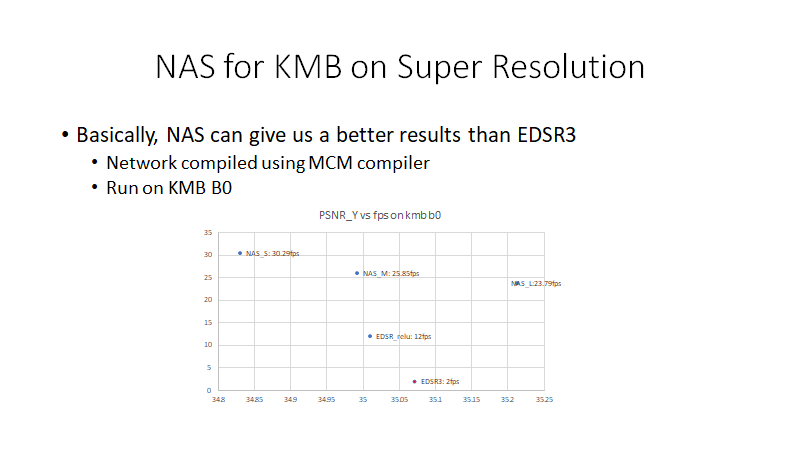 NAS for KMB on Super Resolution
• Basically, NAS can give us a better results than EDSR3
• Network compiled using MCM compiler
• Run on KMB B0
PSNR_Y vs fps on kmb b0
35
30
25
20
15
10
5
0
NAS_S: 30.29fps
NAS_M: 25.85fps
NAS_L:23.79fps
EDSR_relu: 12fps
EDSR3: 2fps
34.8 34.85 34.9 34.95 35 35.05 35.1 35.15 35.2 35.25